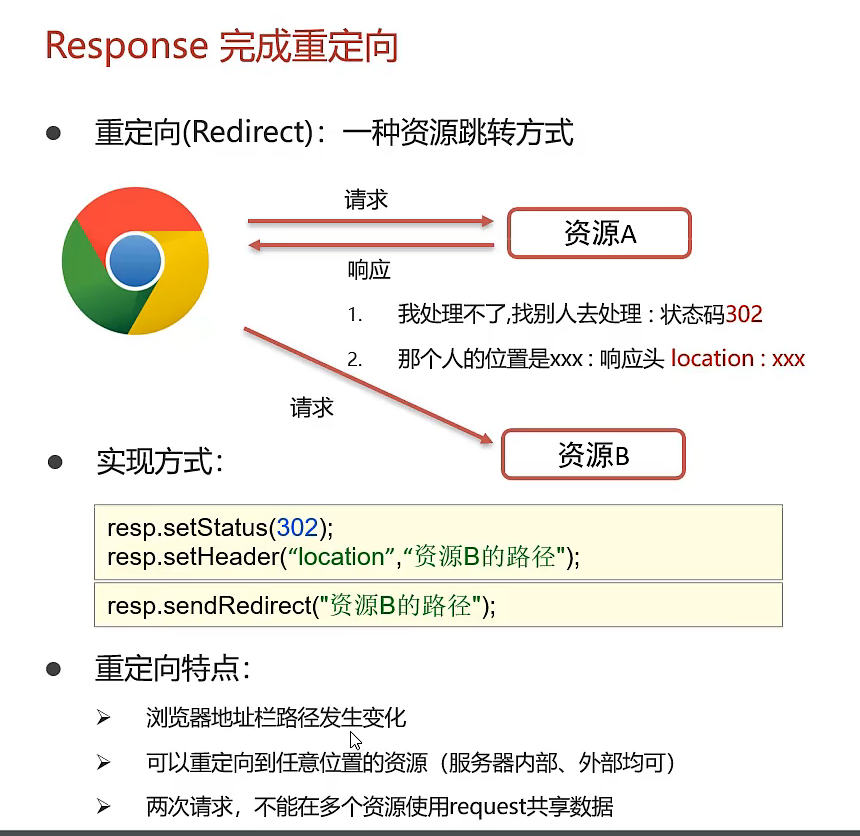 Response 完成重定向
重定向(Redirect)：一种资源跳转方式
请求
资源A
响应
1. 我处理不了,找别人去处理 : 状态码302
2. 那个人的位置是xxx : 响应头 location : xxx
请求
资源B
实现方式：
resp.setStatus(302);
resp.setHeader(“location”,“资源B的路径");
resp.sendRedirect("资源B的路径");
重定向特点：
浏览器地址栏路径发生变化
可以重定向到任意位置的资源（服务器内部、外部均可）
两次请求，不能在多个资源使用request共享数据